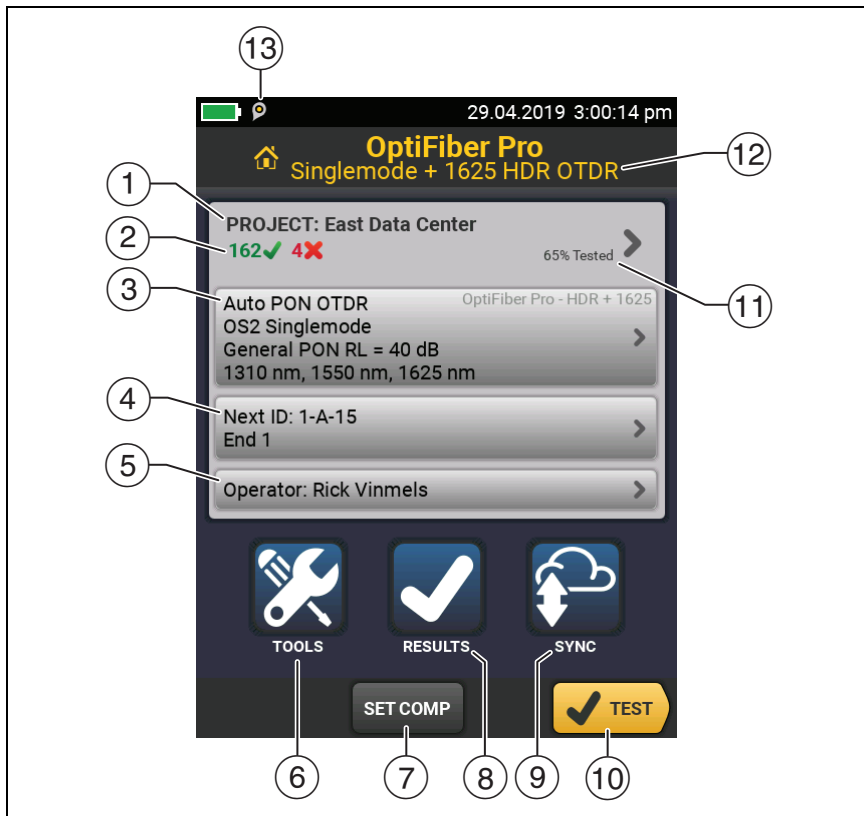 13
29.04.2019 3:00:14 pm
OptiFiber Pro
Singlemode + 1625 HDR OTDR
12
1
PROJECT: East Data Center
2
162 4
65% Tested
11
3
Auto PON OTDR
OptiFiber Pro - HDR + 1625
OS2 Singlemode
General PON RL = 40 dB
1310 nm, 1550 nm, 1625 nm
4
Next ID: 1-A-15
End 1
5
Operator: Rick Vinmels
TOOLS RESULTS SYNC
SET COMP TEST
6 7 8 9 10